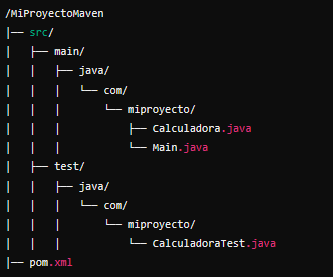 /MiProyectoMaven
|── src/
│   ├── main/
│   │   ├── java/
│   │   │   └── com/
│   │   │       └── miproyecto/
│   │   │           ├── Calculadora.java
│   │   │           └── Main.java
│   ├── test/
│   │   ├── java/
│   │   │   └── com/
│   │   │       └── miproyecto/
│   │   │           └── CalculadoraTest.java
|── pom.xml